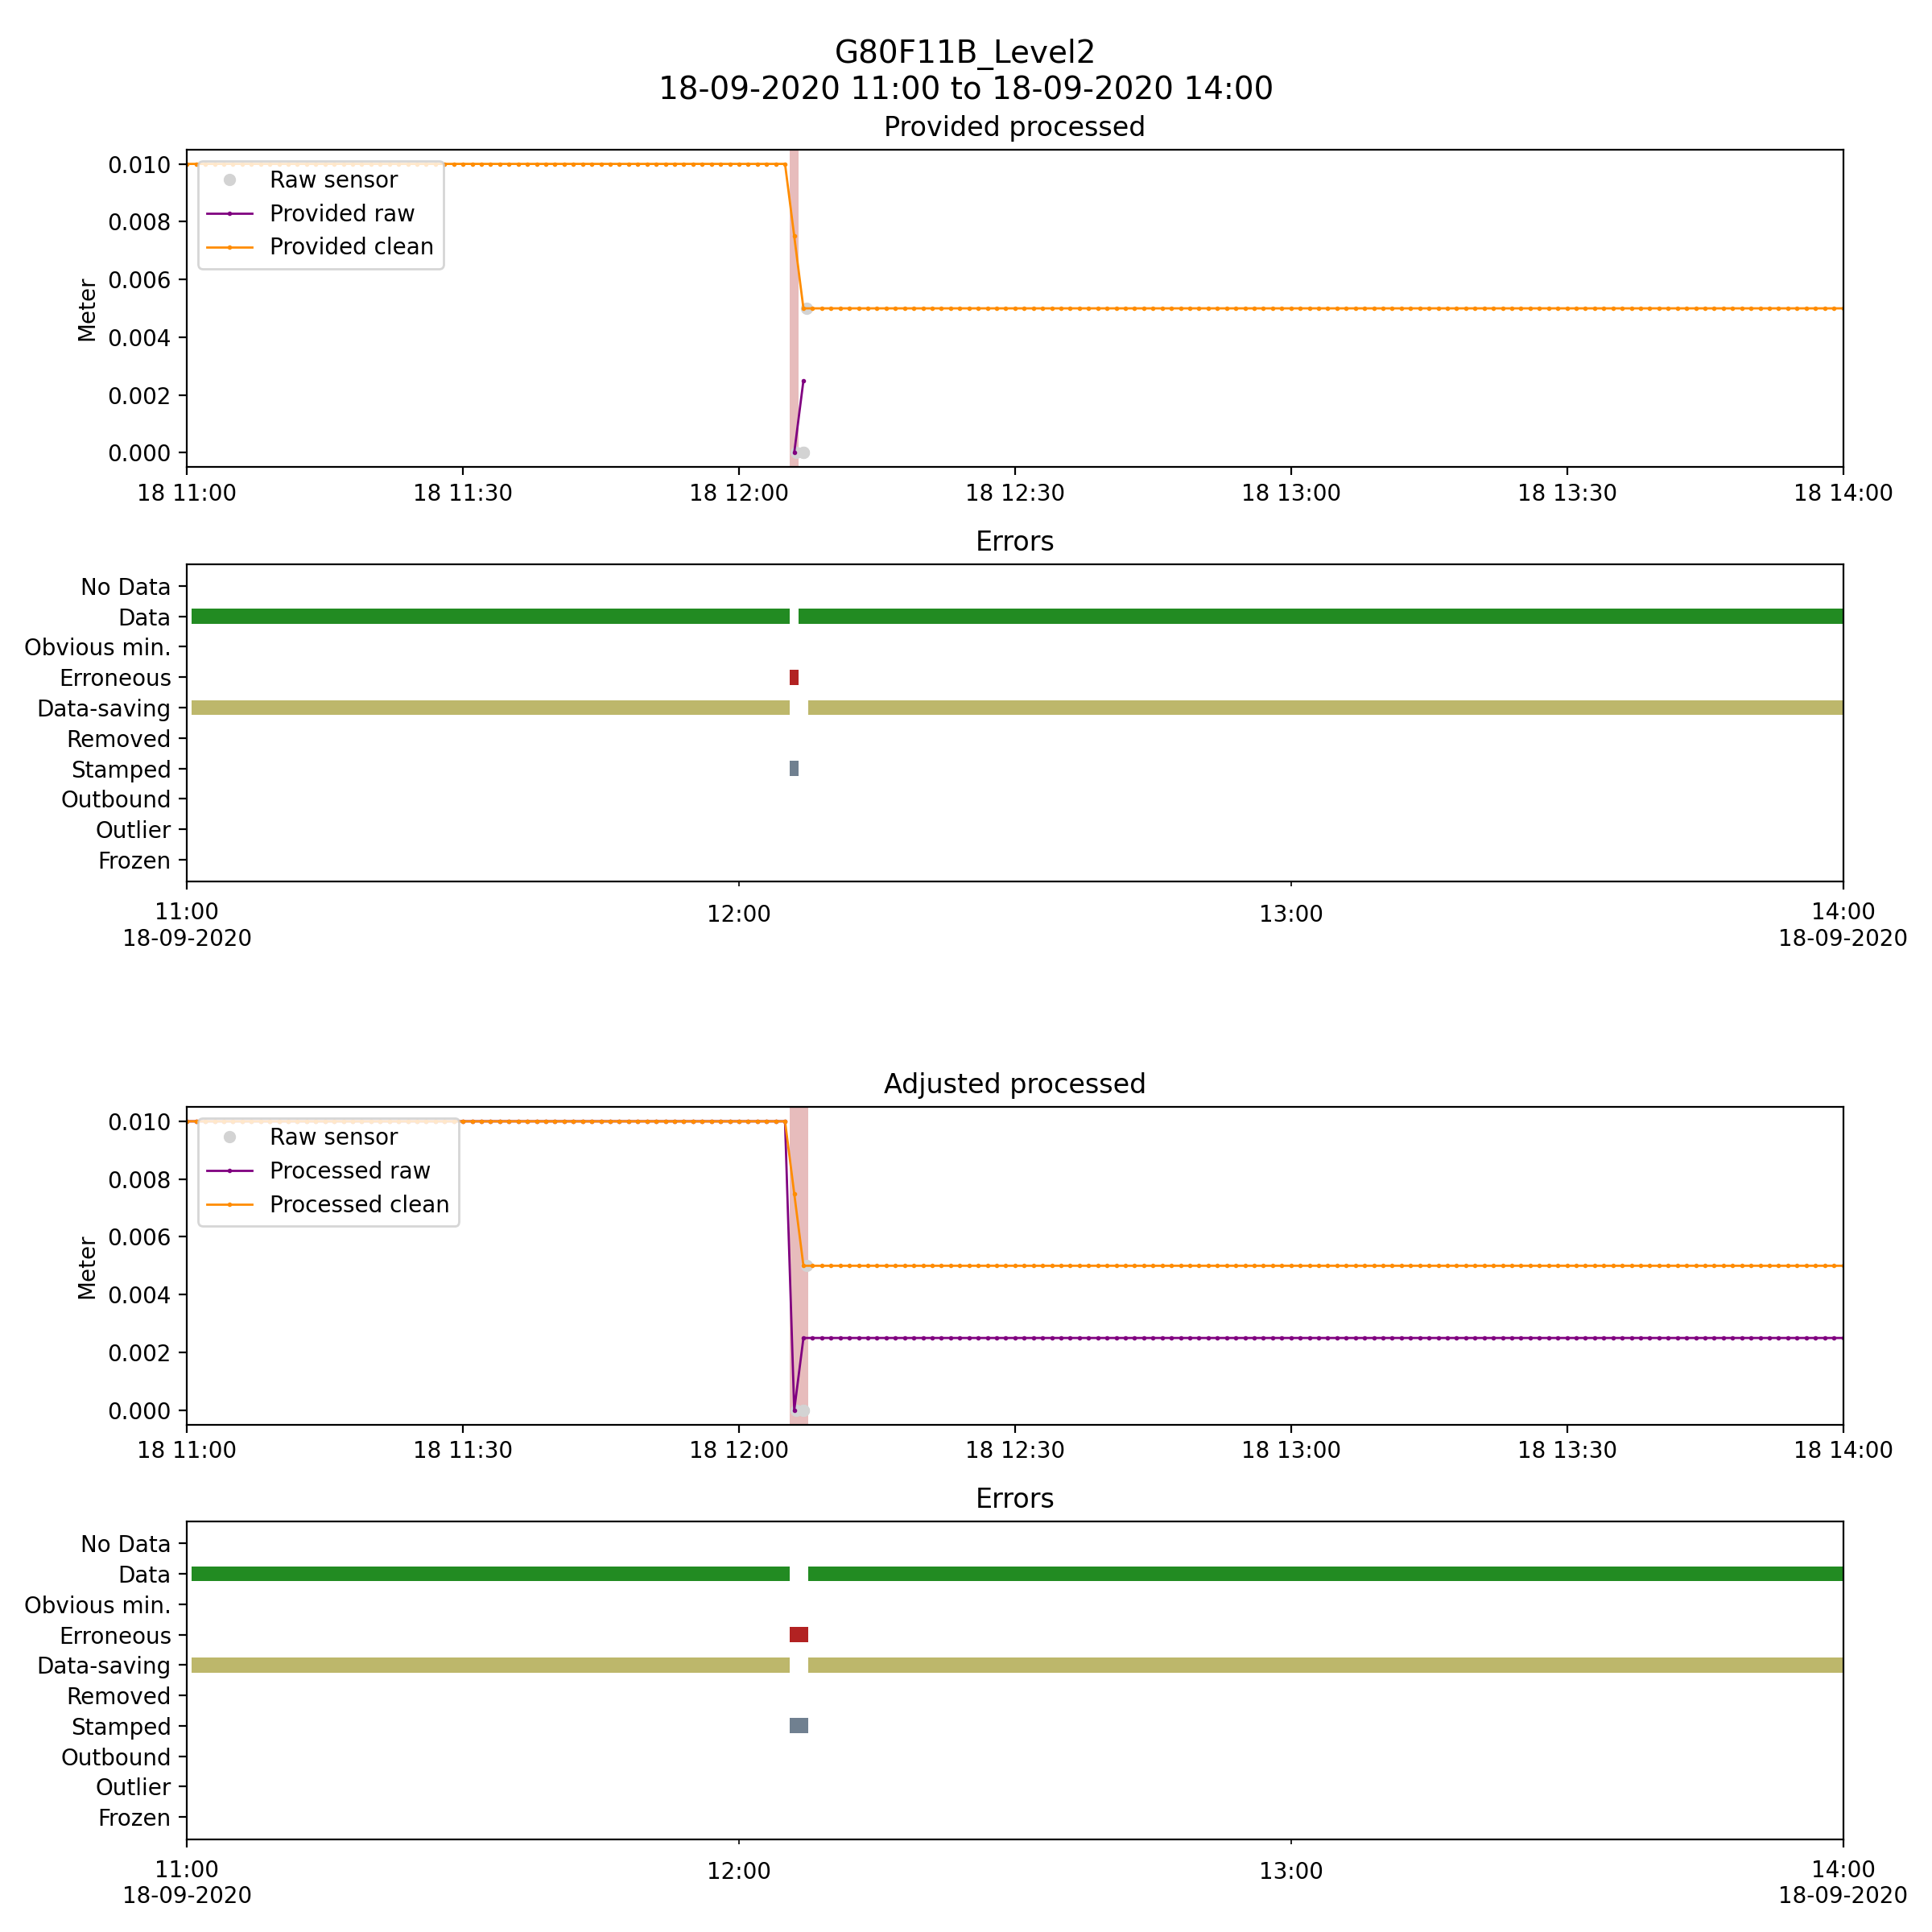 G80F11B_Level2
18-09-2020 11:00 to 18-09-2020 14:00
Provided processed
0.010
0.008
0.006
0.004
0.002
0.000
Meter
Raw sensor
Provided raw
Provided clean
18 11:00 18 11:30 18 12:00 18 12:30 18 13:00 18 13:30 18 14:00
Errors
No Data
Data
Obvious min.
Erroneous
Data-saving
Removed
Stamped
Outbound
Outlier
Frozen
11:00 12:00 13:00 14:00
18-09-2020 18-09-2020
Adjusted processed
0.010
0.008
0.006
0.004
0.002
0.000
Meter
Raw sensor
Processed raw
Processed clean
18 11:00 18 11:30 18 12:00 18 12:30 18 13:00 18 13:30 18 14:00
Errors
No Data
Data
Obvious min.
Erroneous
Data-saving
Removed
Stamped
Outbound
Outlier
Frozen
11:00 12:00 13:00 14:00
18-09-2020 18-09-2020